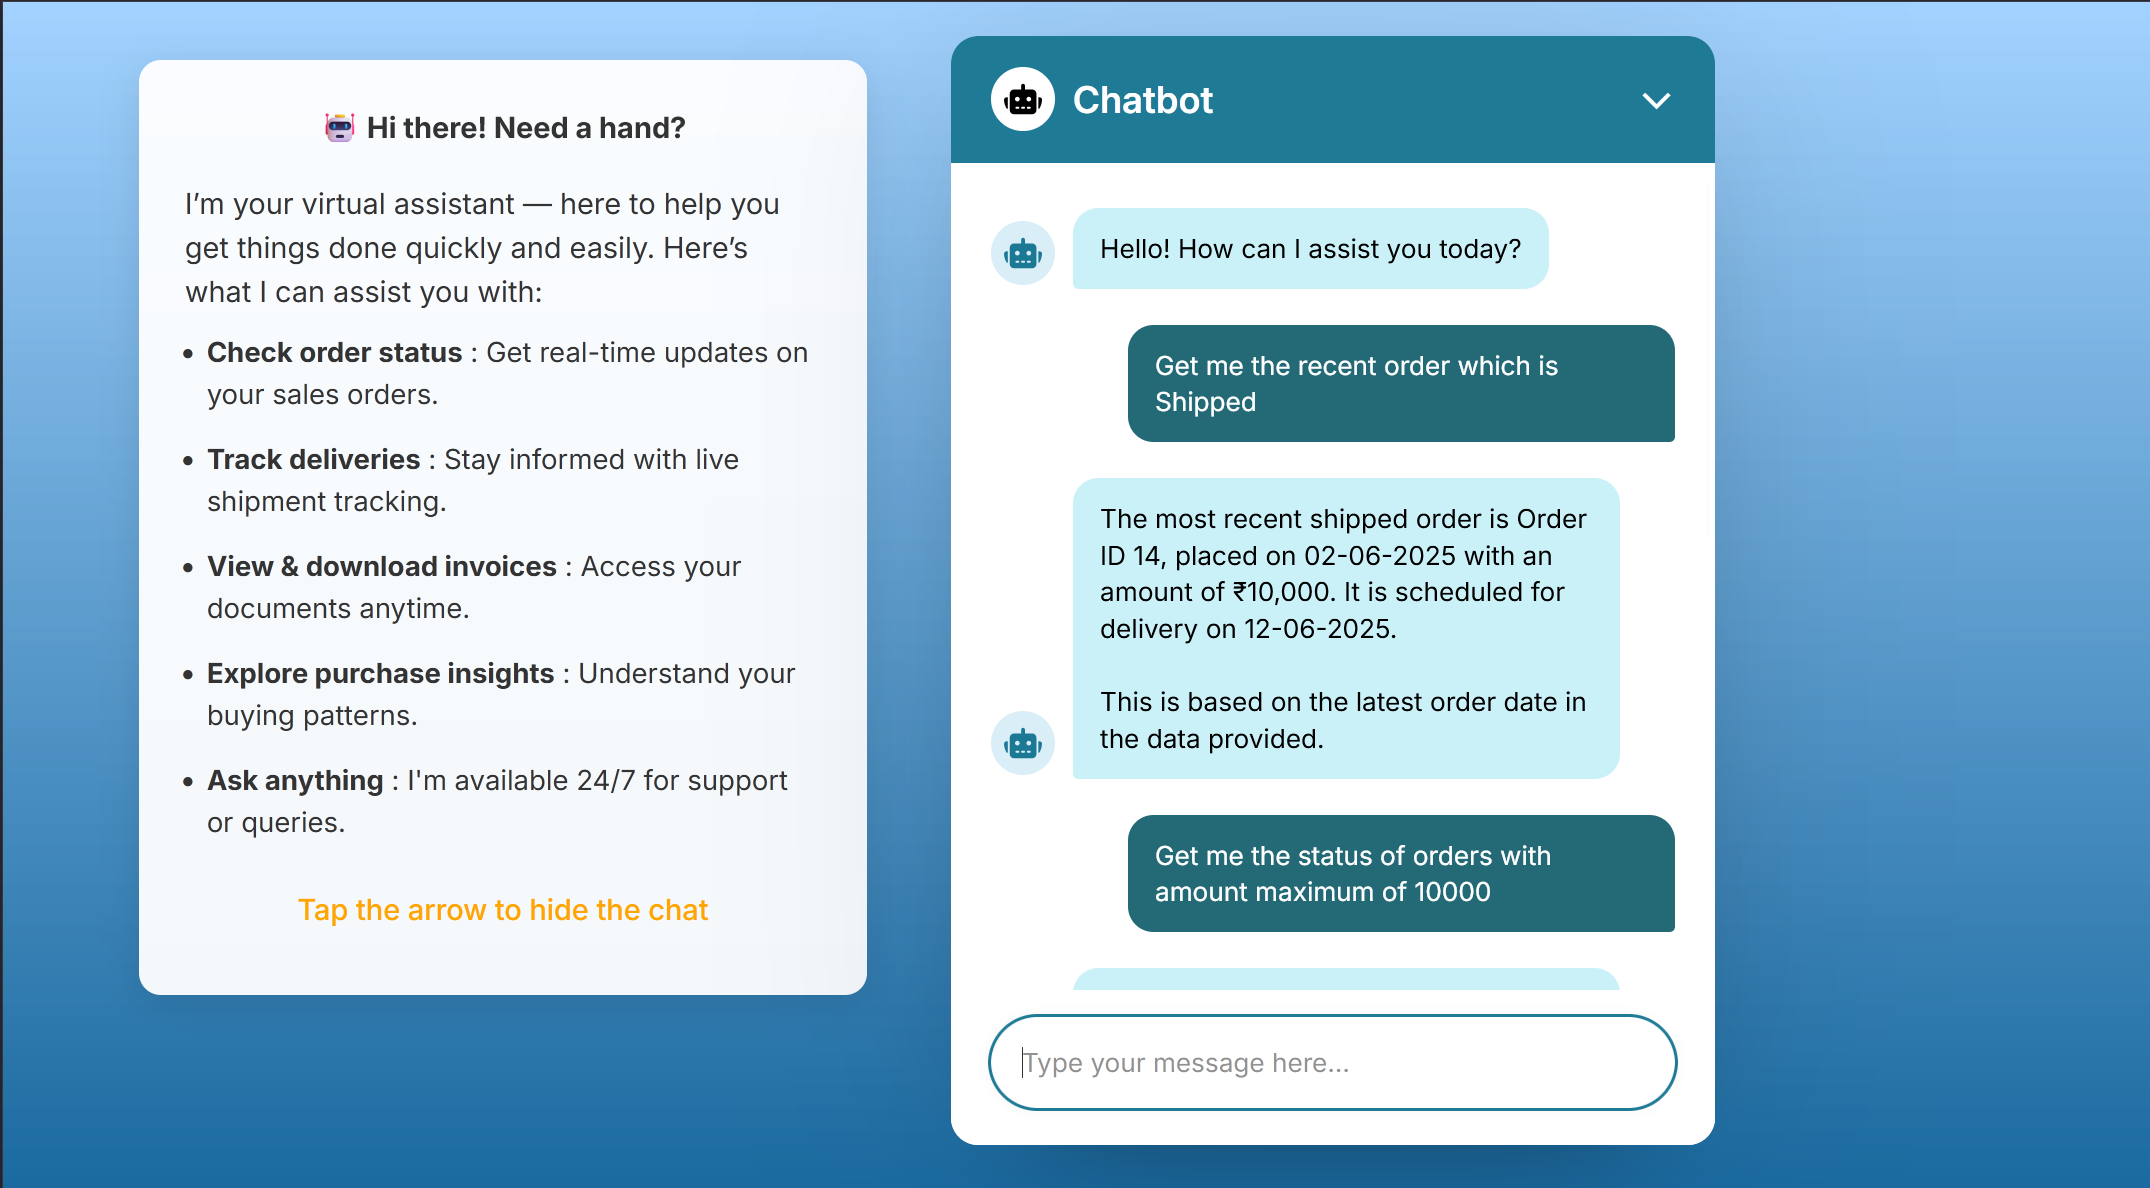 🤖 Hi there! Need a hand?
I’m your virtual assistant — here to help you
get things done quickly and easily. Here’s
what I can assist you with:
• Check order status : Get real-time updates on
your sales orders.
• Track deliveries : Stay informed with live
shipment tracking.
• View & download invoices : Access your
documents anytime.
• Explore purchase insights : Understand your
buying patterns.
• Ask anything : I'm available 24/7 for support
or queries.
Tap the arrow to hide the chat
Chatbot
Hello! How can I assist you today?
Get me the recent order which is
Shipped
The most recent shipped order is Order
ID 14, placed on 02-06-2025 with an
amount of ₹10,000. It is scheduled for
delivery on 12-06-2025.
This is based on the latest order date in
the data provided.
Get me the status of orders with
amount maximum of 10000
Type your message here...